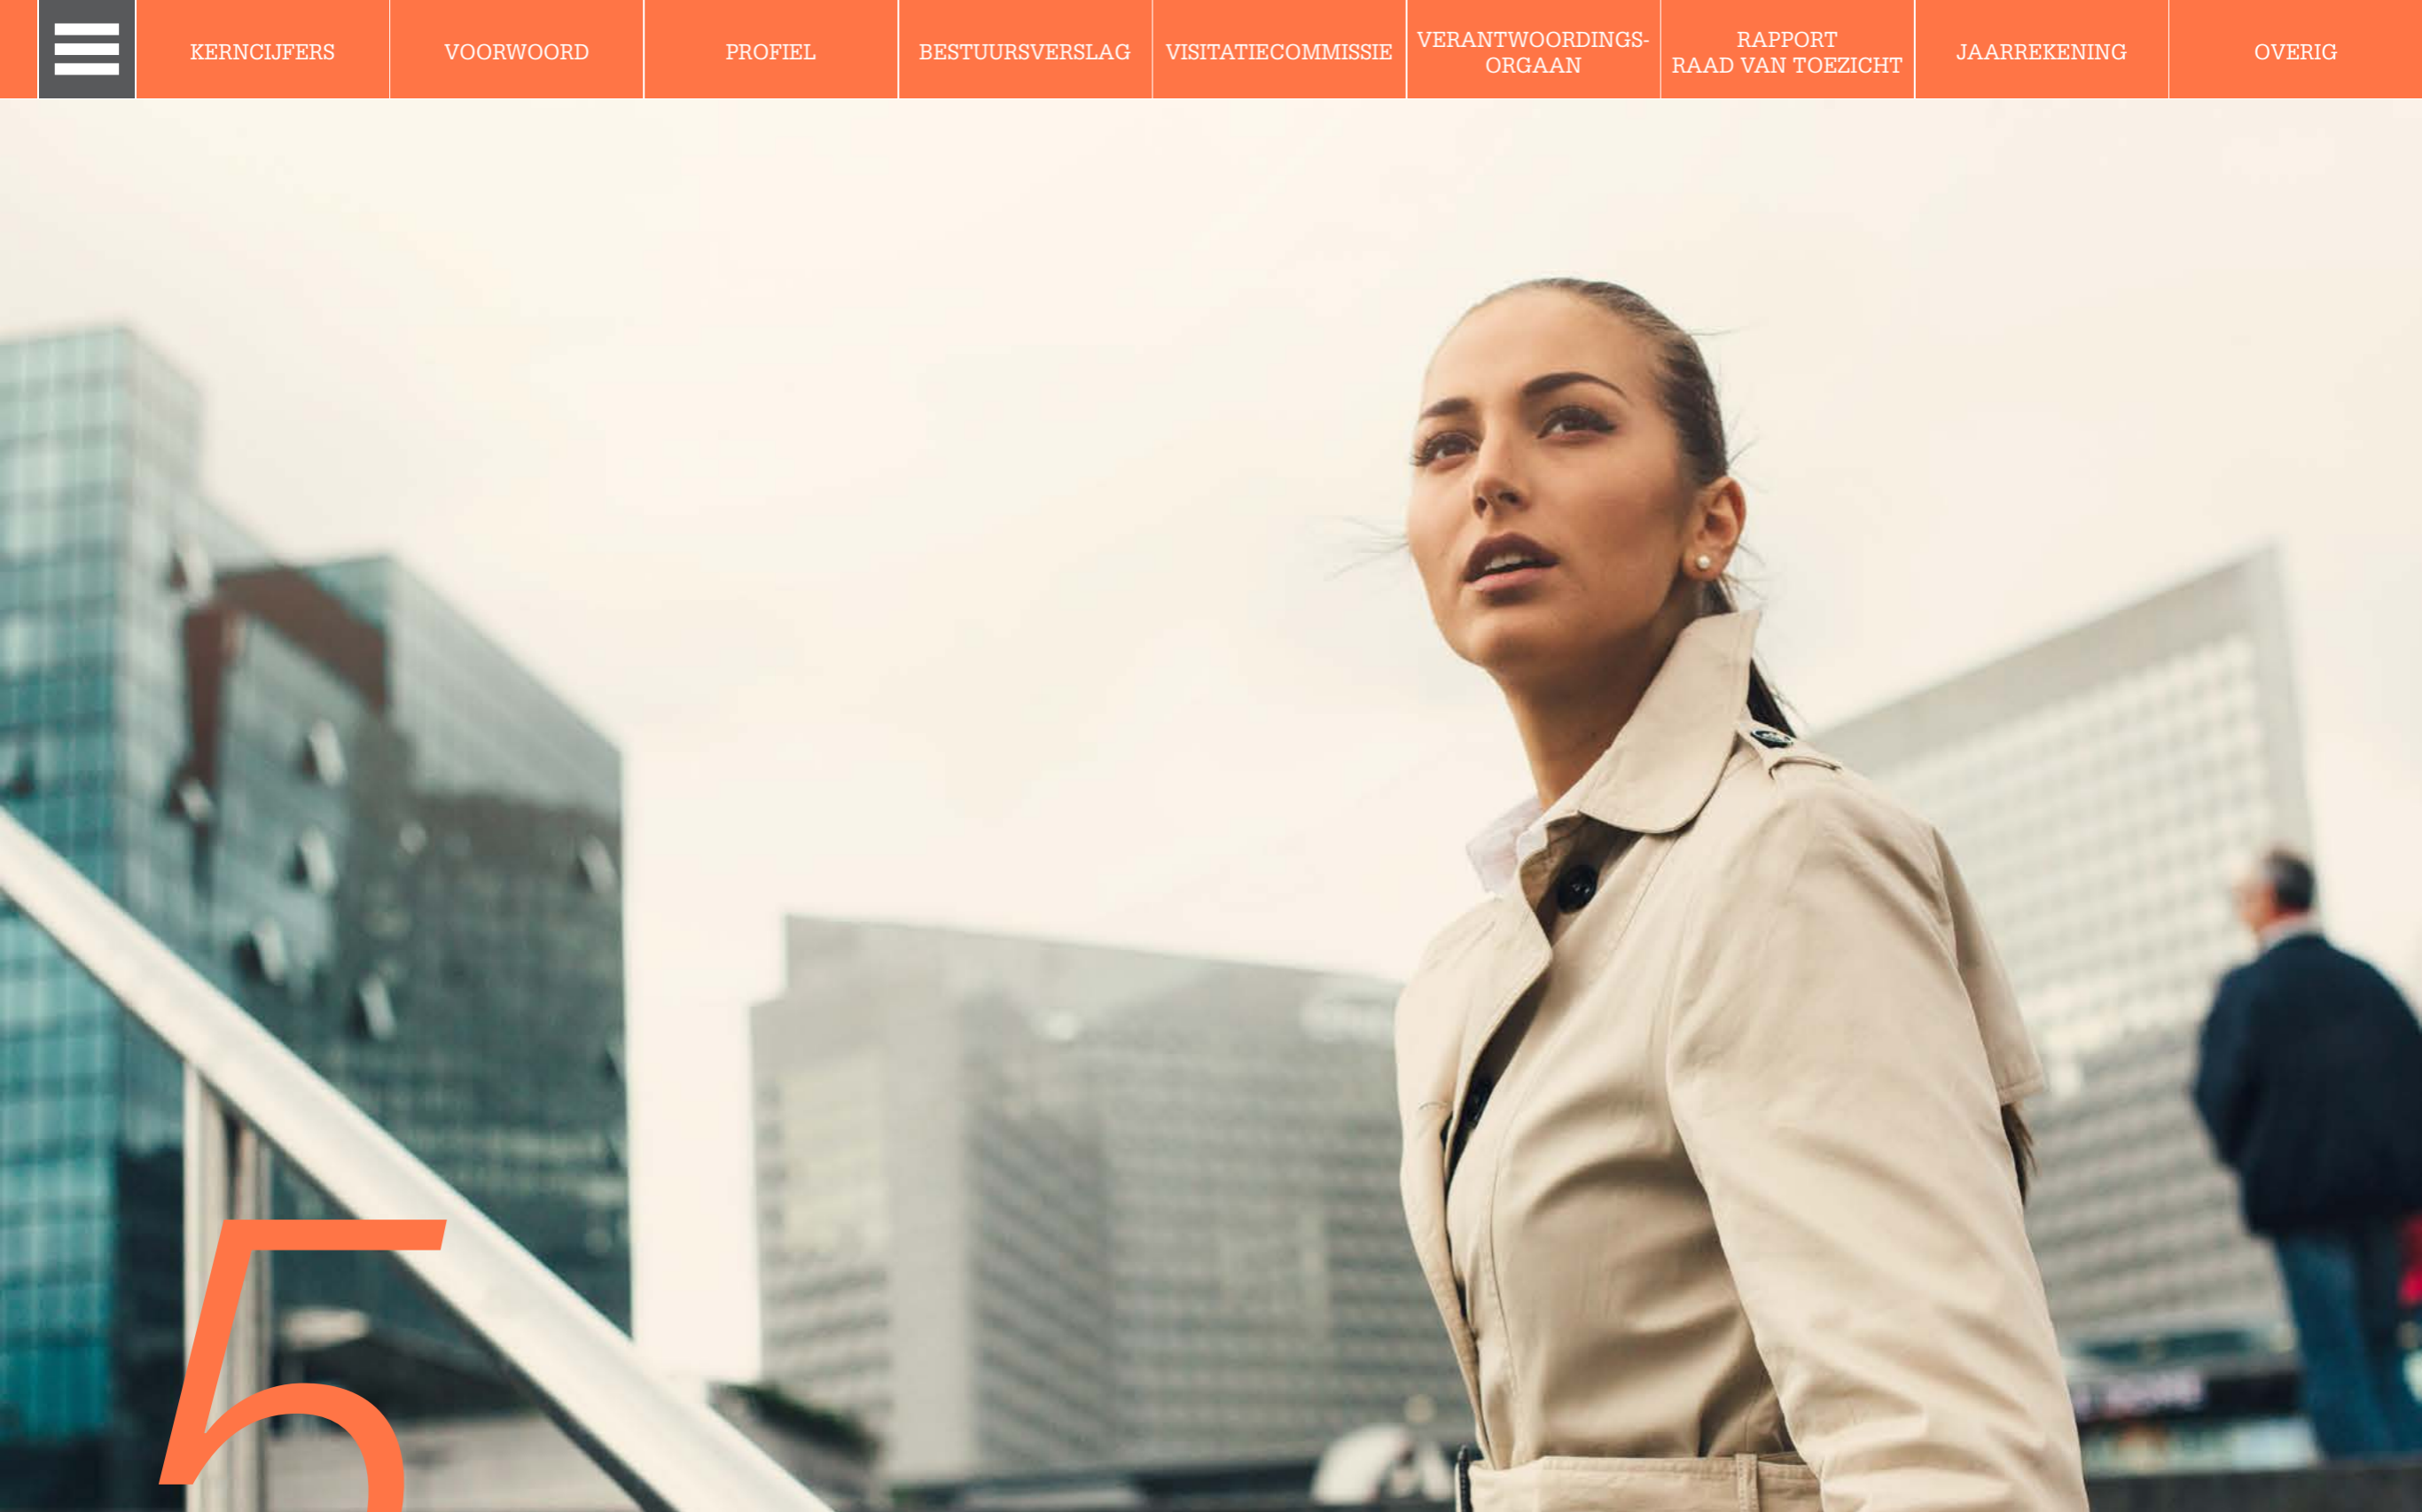 KERNCIJFERS
VOORWOORD
PROFIEL
BESTUURSVERSLAG
VISITATIECOMMISSIE
VERANTWOORDINGS-
ORGAAN
RAPPORT
RAAD VAN TOEZICHT
JAARREKENING
OVERIG
5